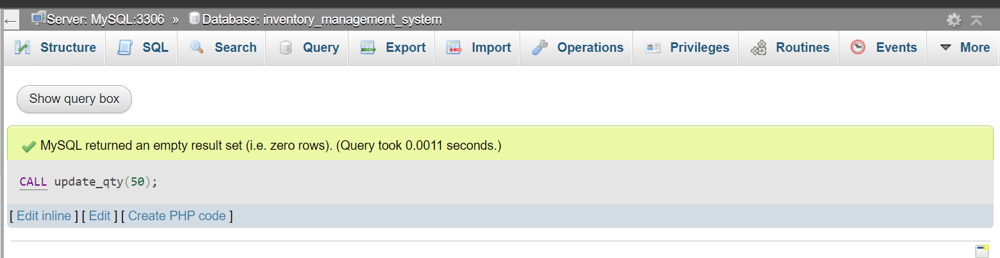 ← Server: MySQL:3306 » Database: inventory_management_system
Structure SQL Search Query Export Import Operations Privileges Routines Events More
Show query box
MySQL returned an empty result set (i.e. zero rows). (Query took 0.0011 seconds.)
CALL update_qty(50);
[ Edit inline ] [ Edit ] [ Create PHP code ]